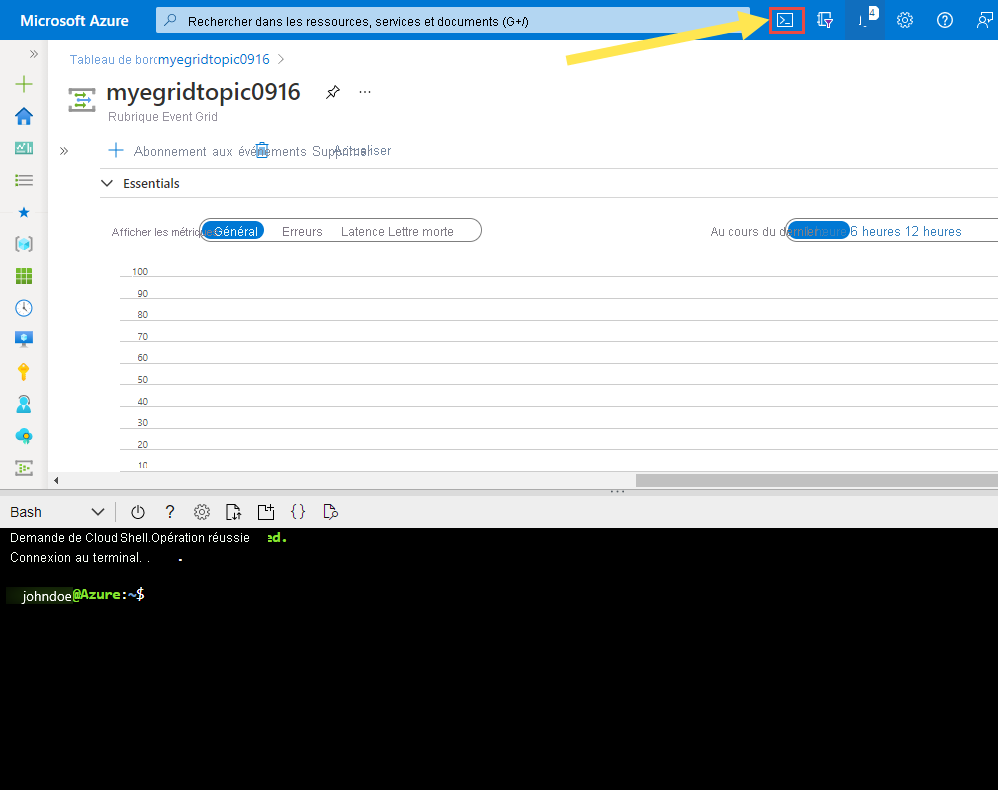 Microsoft Azure
Rechercher dans les ressources, services et documents (G+/)
4
Tableau de bord myegridtopic0916
myegridtopic0916
Rubrique Event Grid
Abonnement aux événements Supprimer Actualiser
Essentials
Afficher les métriques Général Erreurs Latence Lettre morte
Au cours du dernier heure 6 heures 12 heures
100
90
80
70
60
50
40
30
20
10
Bash
Demande de Cloud Shell.Opération réussie ed.
Connexion au terminal. . .
johndoe@Azure:~$